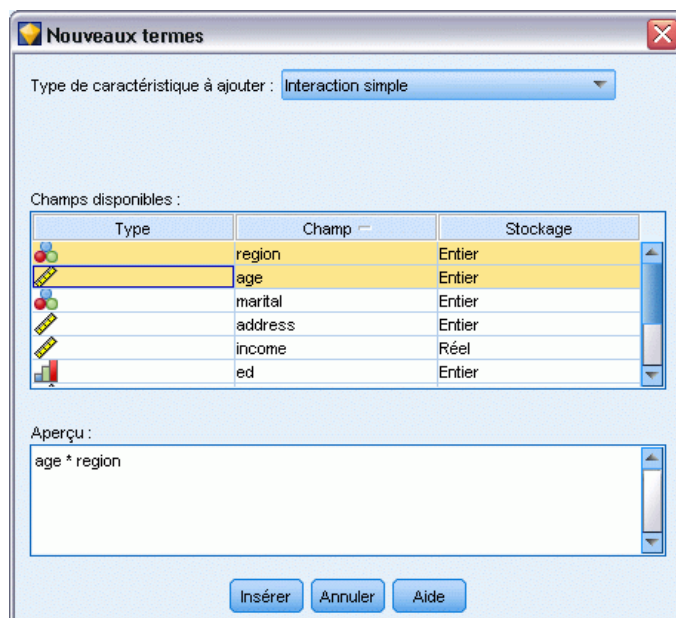 Nouveaux termes
Type de caractéristique à ajouter : Interaction simple
Champs disponibles :
Type Champ Stockage
region Entier
age Entier
marital Entier
address Entier
income Réel
ed Entier
Aperçu :
age * region
Insérer Annuler Aide